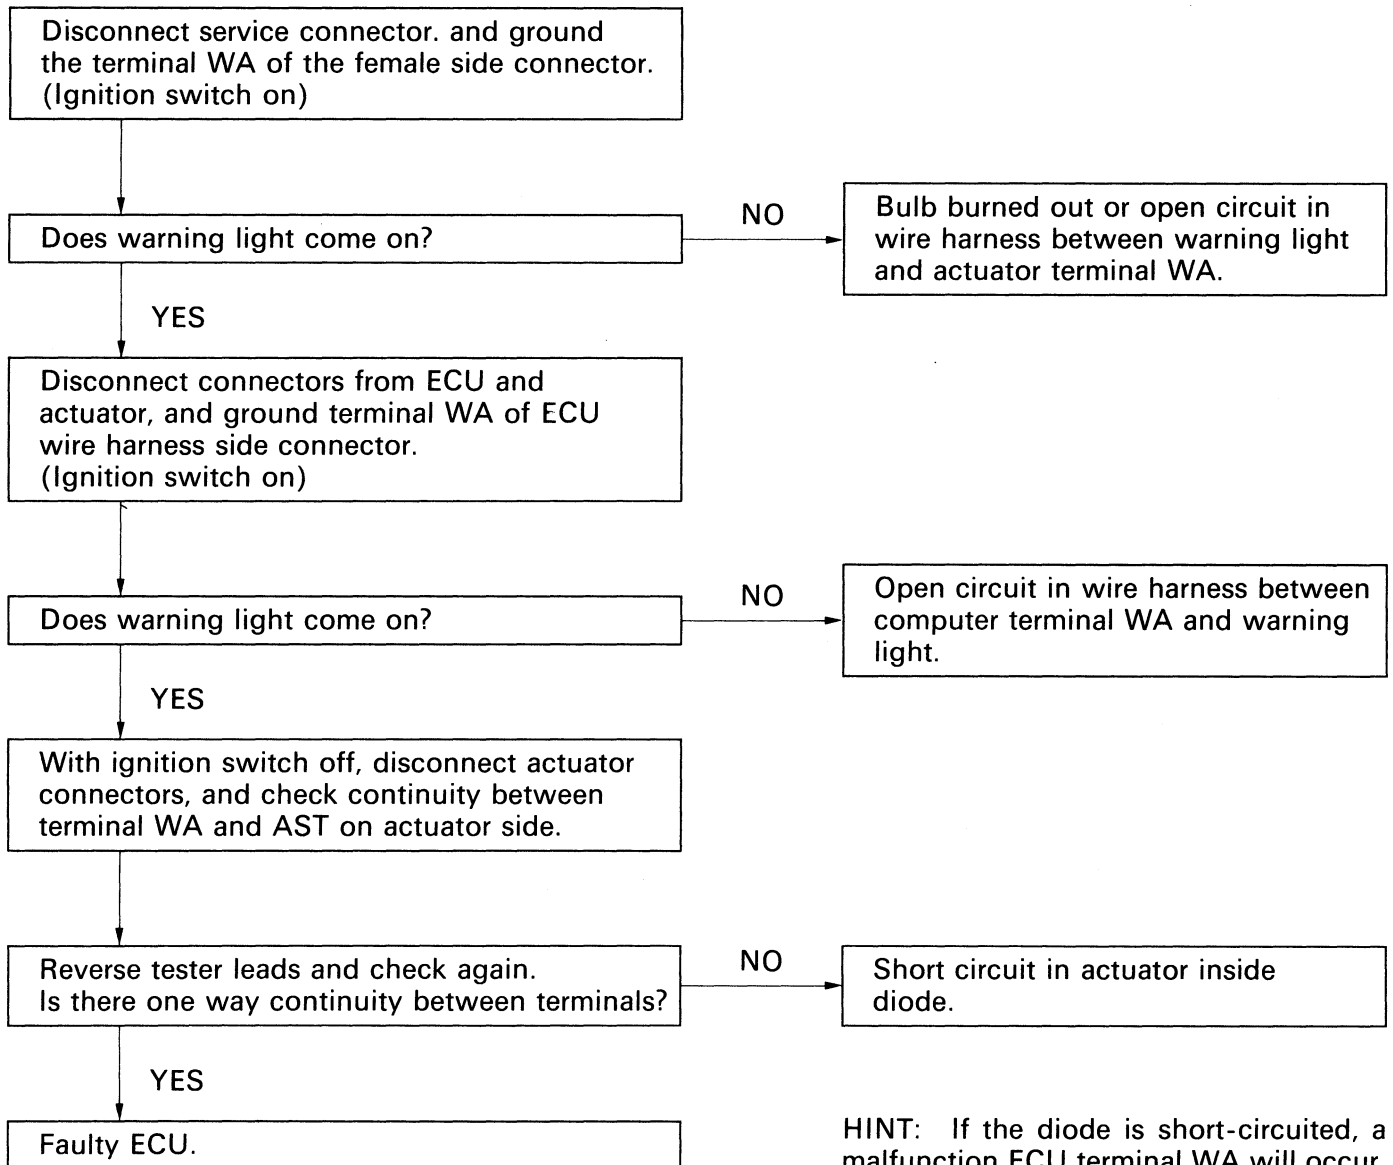 Disconnect service connector. and ground
the terminal WA of the female side connector.
(Ignition switch on)
Does warning light come on?
NO
Bulb burned out or open circuit in
wire harness between warning light
and actuator terminal WA.
YES
Disconnect connectors from ECU and
actuator, and ground terminal WA of ECU
wire harness side connector.
(Ignition switch on)
Does warning light come on?
NO
Open circuit in wire harness between
computer terminal WA and warning
light.
YES
With ignition switch off, disconnect actuator
connectors, and check continuity between
terminal WA and AST on actuator side.
Reverse tester leads and check again.
Is there one way continuity between terminals?
NO
Short circuit in actuator inside
diode.
YES
Faulty ECU.
HINT: If the diode is short-circuited, a
malfunction ECU terminal WA will occur.